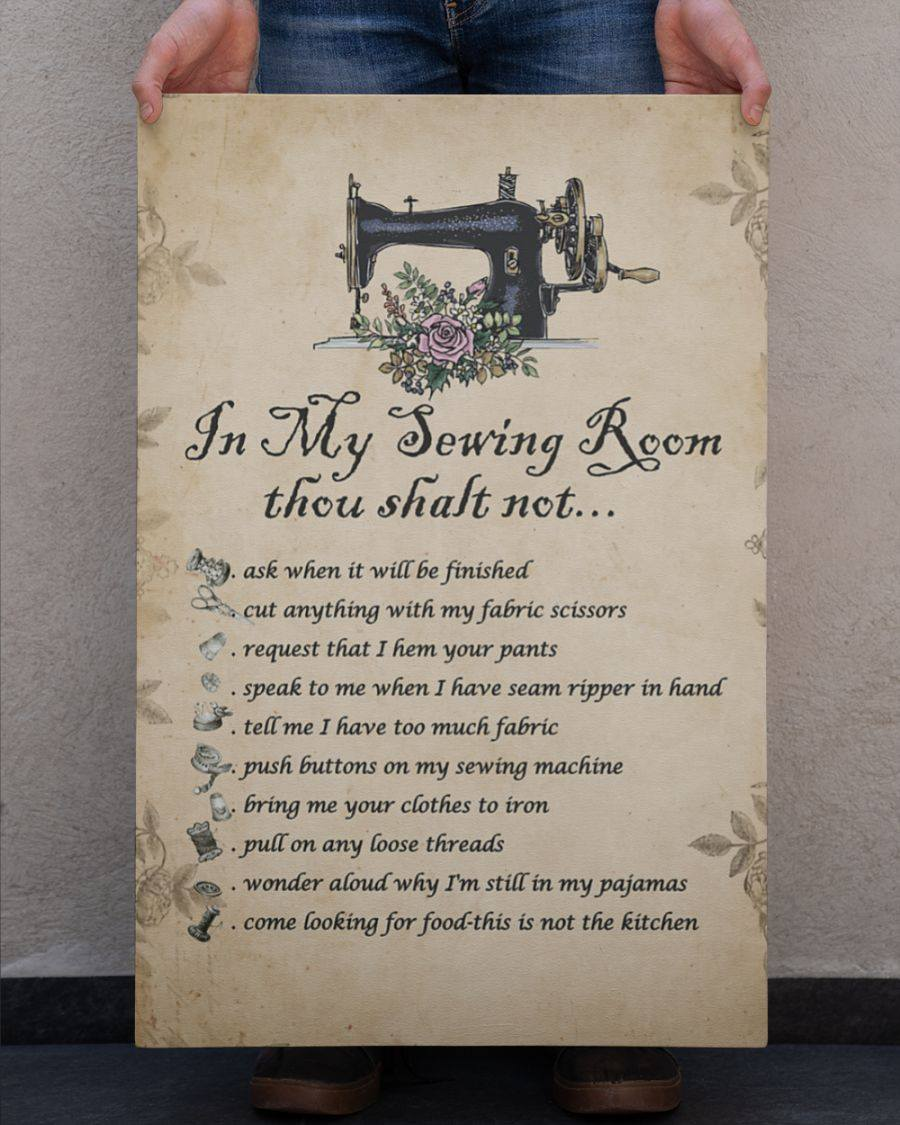 In My Sewing Room
thou shalt not...
. ask when it will be finished
cut anything with my fabric scissors
. request that I hem your pants
. speak to me when I have seam ripper in hand
. tell me I have too much fabric
. push buttons on my sewing machine
. bring me your clothes to iron
. pull on any loose threads
. wonder aloud why I'm still in my pajamas
. come looking for food-this is not the kitchen